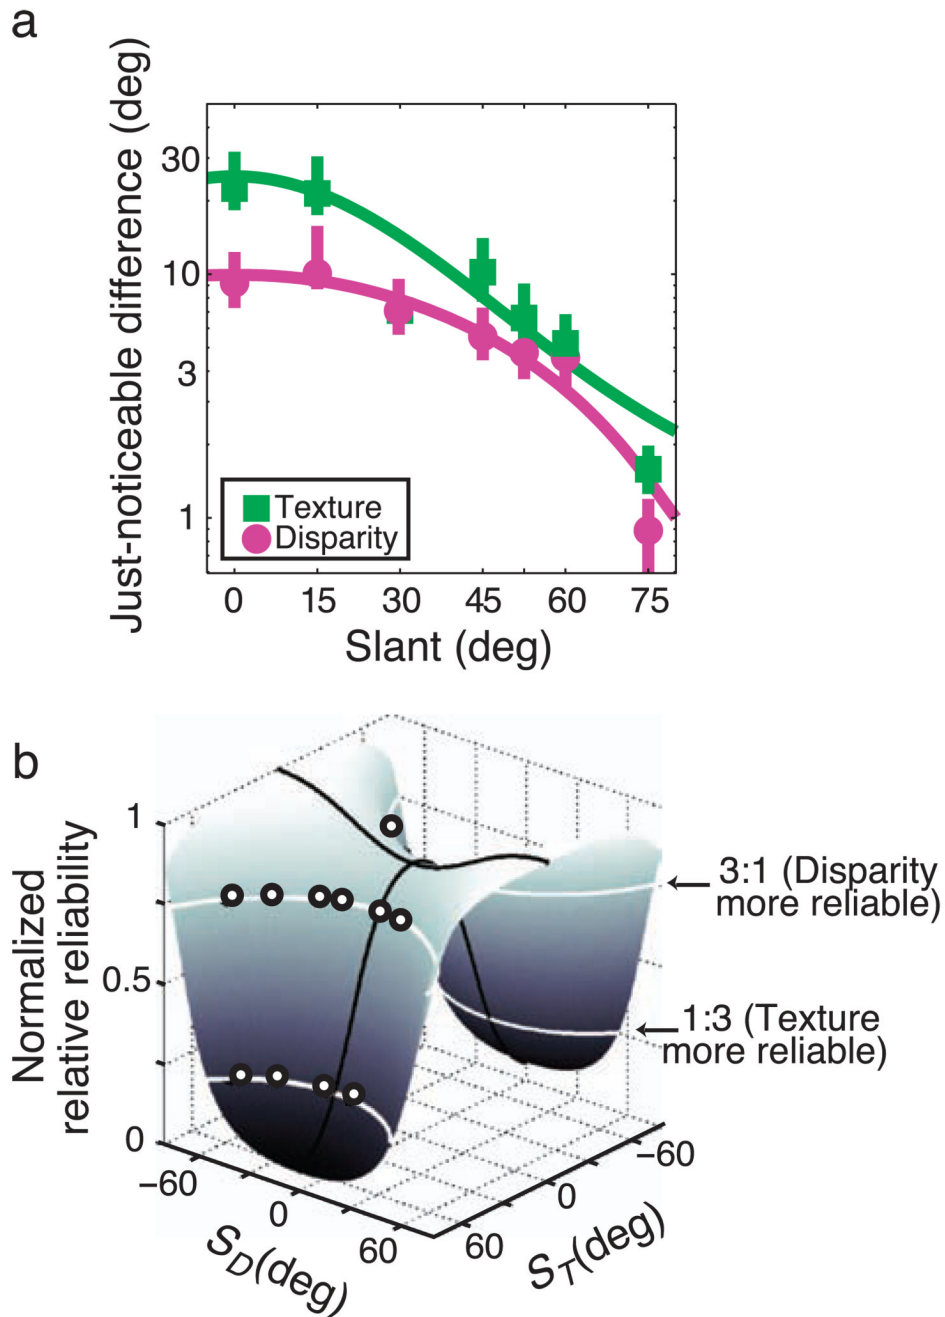 a
Just-noticeable difference (deg)
30
10
3
1
Texture
Disparity
0 15 30 45 60 75
Slant (deg)
b
Normalized
relative reliability
1
0.5
0
3:1 (Disparity
more reliable)
1:3 (Texture
more reliable)
−60
0
60
S_D(deg)
60
0
−60
S_T(deg)